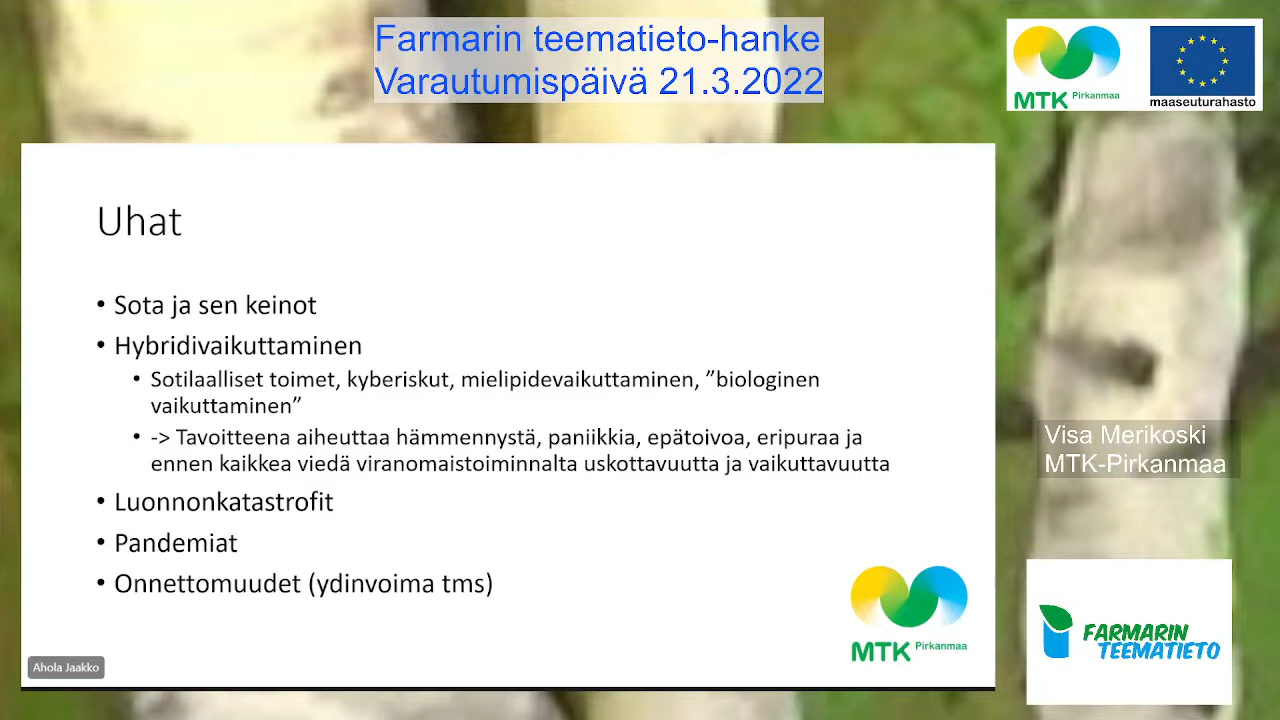 Farmarin teematieto-hanke
Varautumispäivä 21.3.2022
MTK Pirkanmaa
maaseuturahasto
Uhat
• Sota ja sen keinot
• Hybridivaikuttaminen
• Sotilaalliset toimet, kyberiskut, mielipidevaikuttaminen, ”biologinen
vaikuttaminen”
• -> Tavoitteena aiheuttaa hämmennystä, paniikkia, epätoivoa, eripuraa ja
ennen kaikkea viedä viranomaistoiminnalta uskottavuutta ja vaikuttavuutta
• Luonnonkatastrofit
• Pandemiat
• Onnettomuudet (ydinvoima tms)
MTK Pirkanmaa
Ahola Jaakko
Visa Merikoski
MTK-Pirkanmaa
FARMARIN
TEEMATIETO